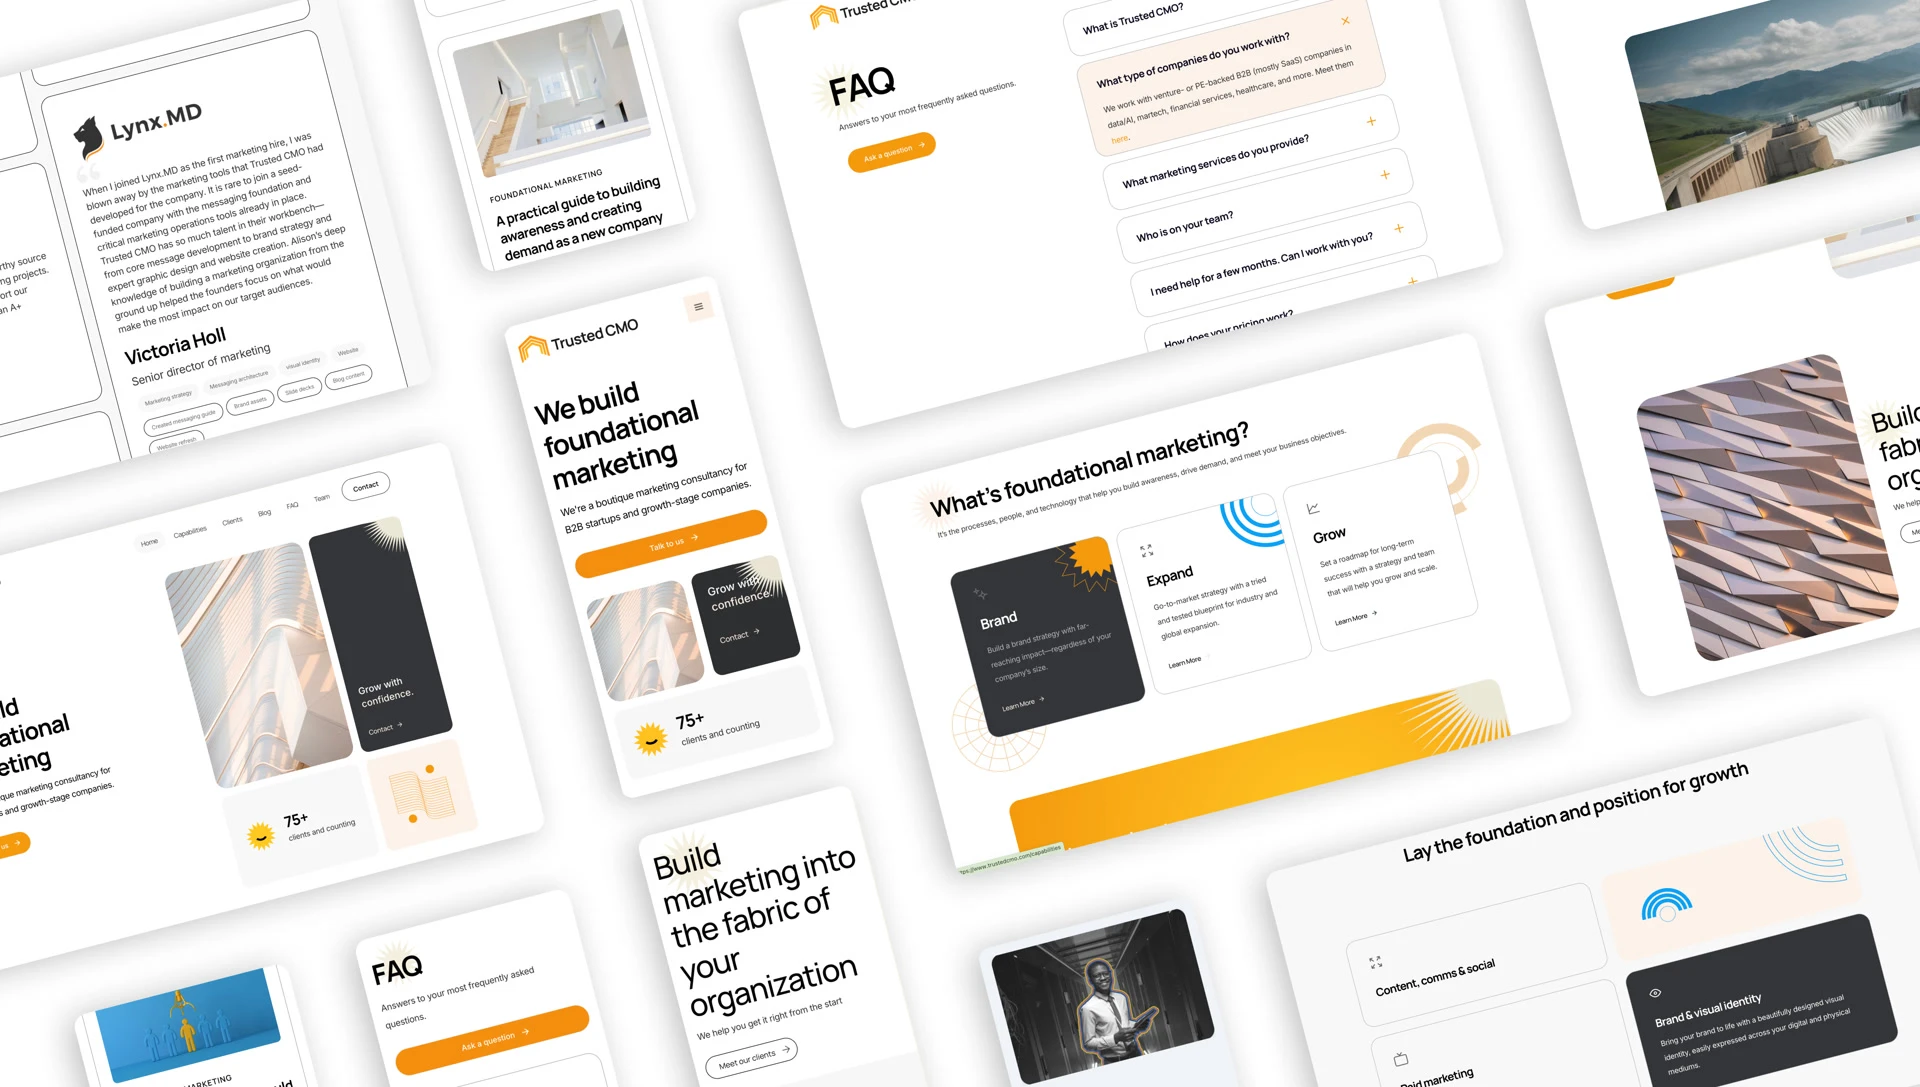 Lynx.MD
When I joined Lynx.MD as the first marketing hire, I was
blown away by the marketing tools that Trusted CMO had
developed for the company. It is rare to join a seed-
funded company with the messaging foundation and
critical marketing operations tools already in place.
Trusted CMO has so much talent in their workbench—
from core message development to brand strategy and
expert graphic design and website creation. Alison's deep
knowledge of building a marketing organization from the
ground up helped the founders focus on what would
make the most impact on our target audiences.
Victoria Holl
Senior director of marketing
Marketing strategy
Messaging architecture
visual identity
Website
Created messaging guide
Brand assets
Slide decks
Blog content
Website refresh
rthy source
ng projects.
ort our
an A+
FOUNDATIONAL MARKETING
A practical guide to building
awareness and creating
demand as a new company
Trusted CMO
FAQ
Answers to your most frequently asked questions.
Ask a question
What is Trusted CMO?
What type of companies do you work with?
We work with venture- or PE-backed B2B (mostly SaaS) companies in
data/AI, martech, financial services, healthcare, and more. Meet them
here.
What marketing services do you provide?
Who is on your team?
I need help for a few months. Can I work with you?
How does your pricing work?
Trusted CMO
We build
foundational
marketing
We're a boutique marketing consultancy for
B2B startups and growth-stage companies.
Talk to us
Grow with
confidence.
Contact
75+
clients and counting
Home
Capabilities
Clients
Blog
FAQ
Team
Contact
ld
ational
eting
que marketing consultancy for
s and growth-stage companies.
us
Grow with
confidence.
Contact
75+
clients and counting
What's foundational marketing?
It's the processes, people, and technology that help you build awareness, drive demand, and meet your business objectives.
Brand
Build a brand strategy with far-
reaching impact—regardless of your
company's size.
Learn More
Expand
Go-to-market strategy with a tried
and tested blueprint for industry and
global expansion.
Learn More
Grow
Set a roadmap for long-term
success with a strategy and team
that will help you grow and scale.
Learn More
tps://www.trustedcmo.com/capabilities
Build
fab
org
We help
Me
Lay the foundation and position for growth
Content, comms & social
Brand & visual identity
Bring your brand to life with a beautifully designed visual
identity, easily expressed across your digital and physical
mediums.
Paid marketing
Build
marketing into
the fabric of
your
organization
We help you get it right from the start
Meet our clients
FAQ
Answers to your most frequently asked
questions.
Ask a question
MARKETING
uld